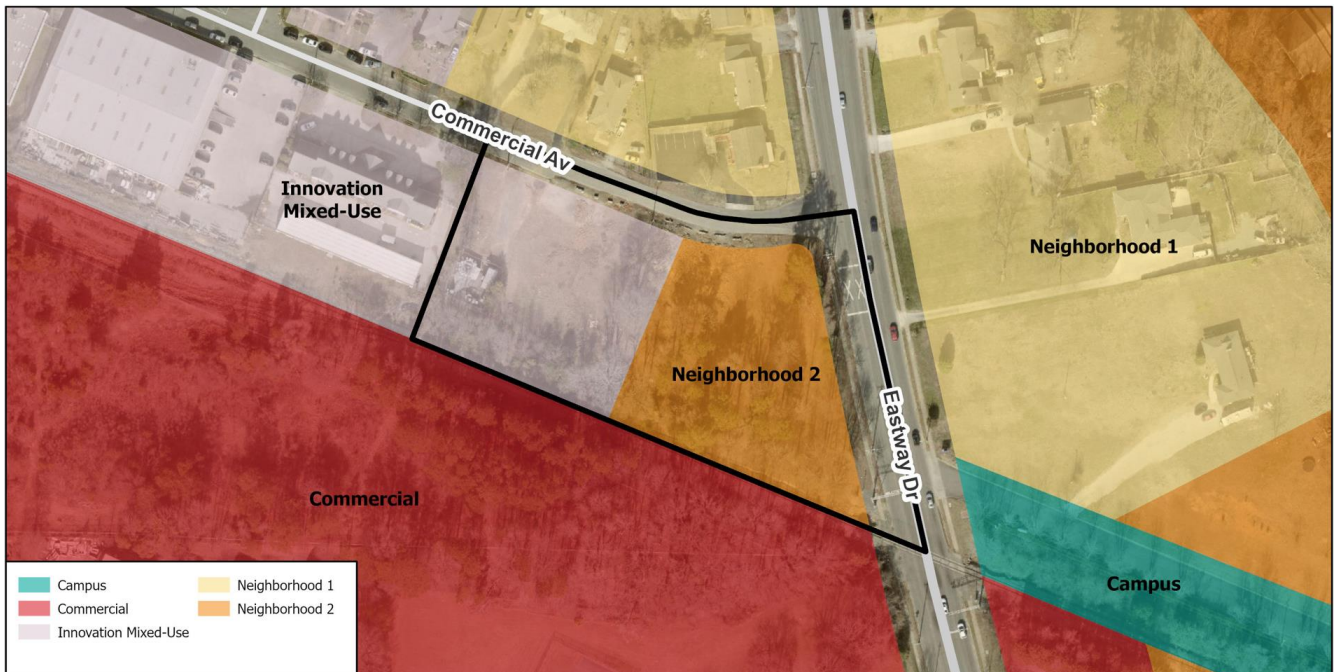 Commercial Av
Innovation
Mixed-Use
Neighborhood 1
Neighborhood 2
Eastway Dr
Commercial
Campus
Campus
Commercial
Innovation Mixed-Use
Neighborhood 1
Neighborhood 2